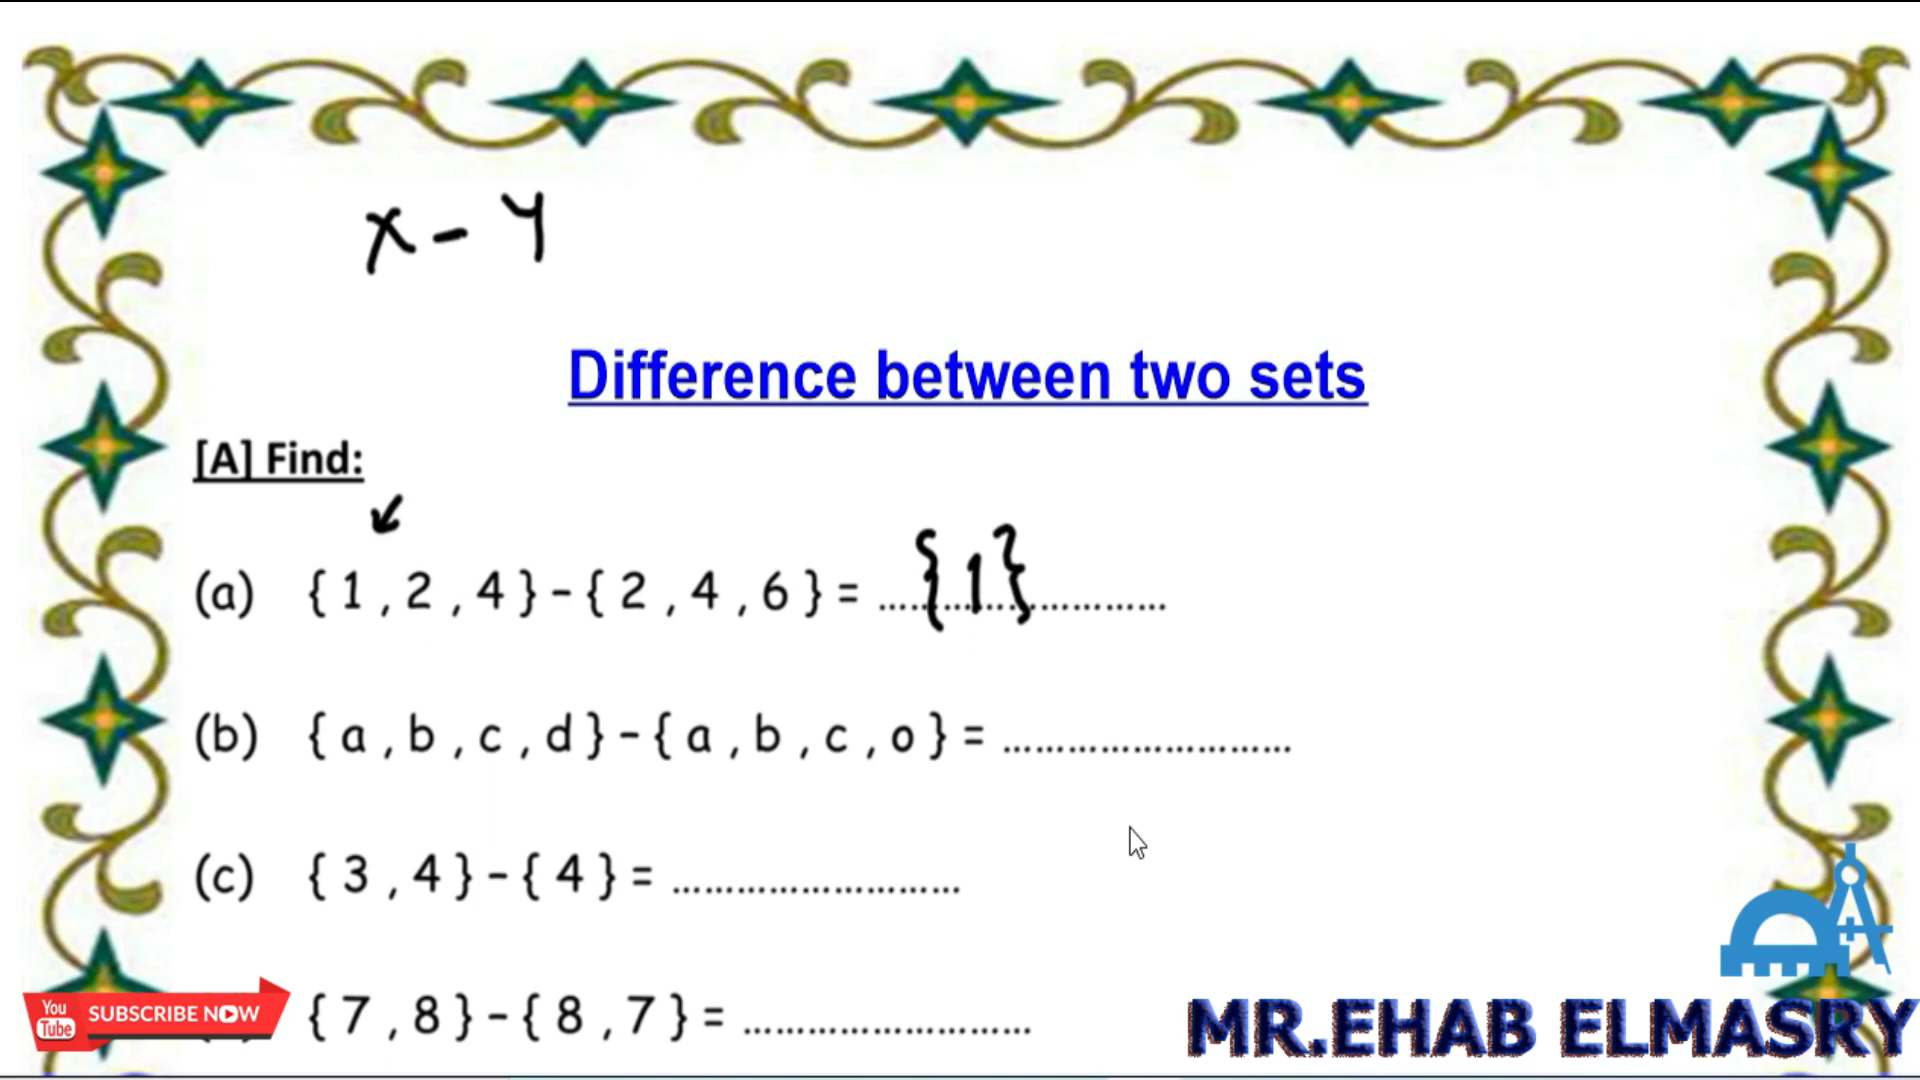 X - Y
Difference between two sets
[A] Find:
(a) { 1 , 2 , 4 } - { 2 , 4 , 6 } = .......................... {1}
(b) { a , b , c , d } - { a , b , c , o } = ..........................
(c) { 3 , 4 } - { 4 } = ..........................
{ 7 , 8 } - { 8 , 7 } = ..........................
You Tube SUBSCRIBE NOW
MR.EHAB ELMASRY